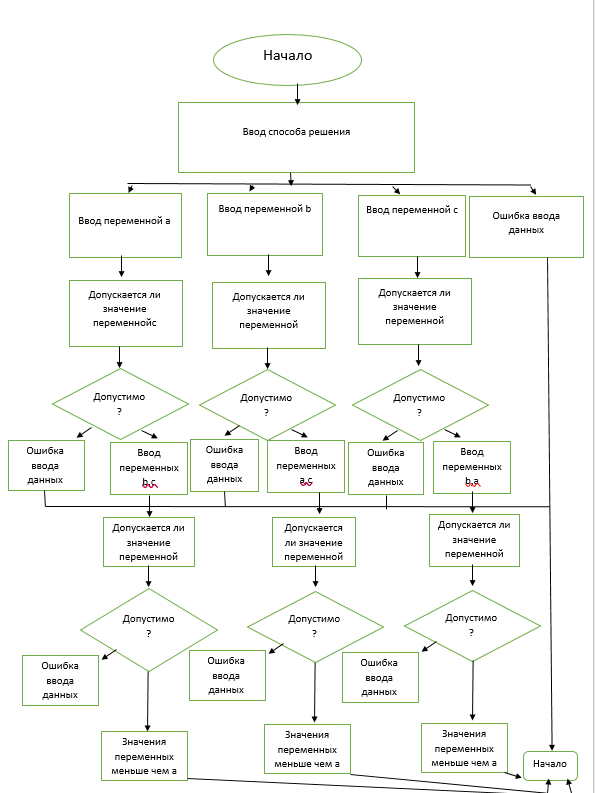 Начало
Ввод способа решения
Ввод переменной a
Ввод переменной b
Ввод переменной c
Ошибка ввода
данных
Допускается ли
значение
переменнойс
Допускается ли
значение
переменной
Допускается ли
значение
переменной
Допустимо
?
Допустимо
?
Допустимо
?
Ошибка
ввода
данных
Ввод
переменных
b,c
Ошибка
ввода
данных
Ввод
переменных
a,c
Ошибка
ввода
данных
Ввод
переменных
b,a
Допускается ли
значение
переменной
Допускается
ли значение
переменной
Допускается ли
значение
переменной
Допустимо
?
Допустимо
?
Допустимо
?
Ошибка
ввода
данных
Ошибка
ввода
данных
Ошибка
ввода
данных
Значения
переменных
меньше чем a
Значения
переменных
меньше чем a
Значения
переменных
меньше чем a
Начало